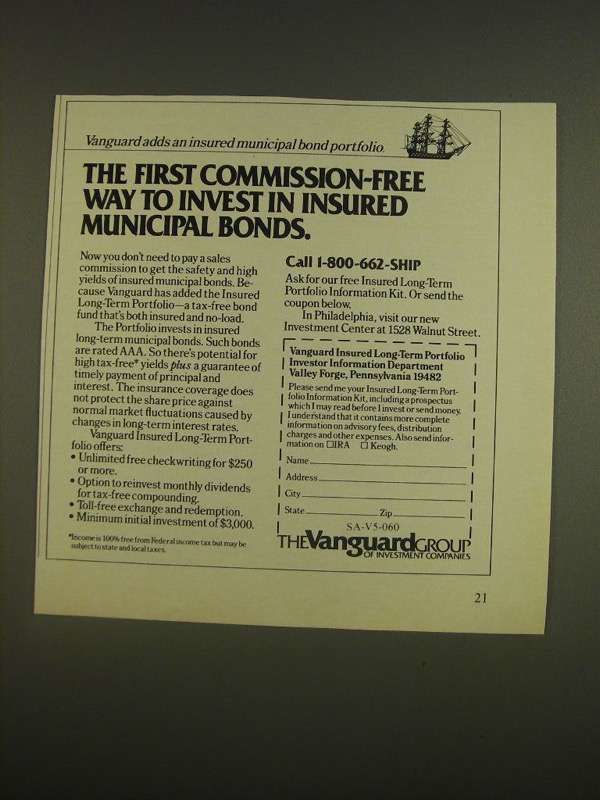 Vanguard adds an insured municipal bond portfolio.
THE FIRST COMMISSION-FREE
WAY TO INVEST IN INSURED
MUNICIPAL BONDS.
Now you don't need to pay a sales
commission to get the safety and high
yields of insured municipal bonds. Be-
cause Vanguard has added the Insured
Long-Term Portfolio—a tax-free bond
fund that's both insured and no-load.
The Portfolio invests in insured
long-term municipal bonds. Such bonds
are rated AAA. So there's potential for
high tax-free* yields plus a guarantee of
timely payment of principal and
interest. The insurance coverage does
not protect the share price against
normal market fluctuations caused by
changes in long-term interest rates.
Vanguard Insured Long-Term Port-
folio offers:
• Unlimited free checkwriting for $250
or more.
• Option to reinvest monthly dividends
for tax-free compounding.
• Toll-free exchange and redemption.
• Minimum initial investment of $3,000.
*Income is 100% free from Federal income tax but may be
subject to state and local taxes.
Call 1-800-662-SHIP
Ask for our free Insured Long-Term
Portfolio Information Kit. Or send the
coupon below.
In Philadelphia, visit our new
Investment Center at 1528 Walnut Street.
Vanguard Insured Long-Term Portfolio
Investor Information Department
Valley Forge, Pennsylvania 19482
Please send me your Insured Long-Term Port-
folio Information Kit, including a prospectus
which I may read before I invest or send money.
I understand that it contains more complete
information on advisory fees, distribution
charges and other expenses. Also send infor-
mation on □ IRA □ Keogh.
Name
Address
City
State Zip
SA-V5-060
THE Vanguard GROUP
OF INVESTMENT COMPANIES
21